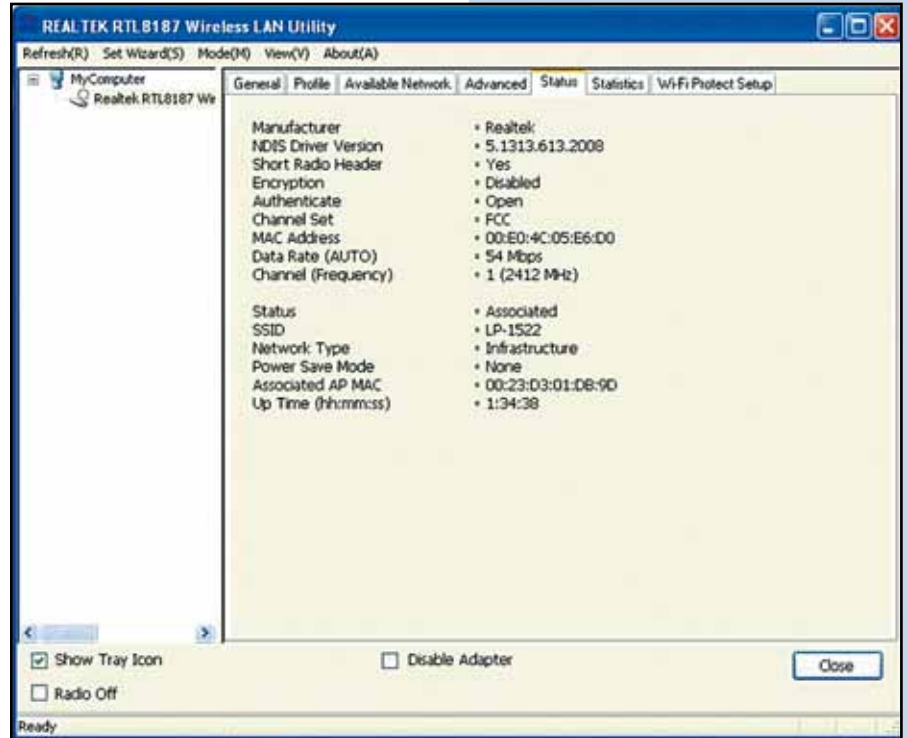 REALTEK RTL8187 Wireless LAN Utility
Refresh(R) Set Wizard(S) Mode(M) View(V) About(A)
MyComputer
Realtek RTL8187 Wir
General Profile Available Network Advanced Status Statistics Wi-Fi Protect Setup
Manufacturer • Realtek
NDIS Driver Version • 5.1313.613.2008
Short Radio Header • Yes
Encryption • Disabled
Authenticate • Open
Channel Set • FCC
MAC Address • 00:E0:4C:05:E6:D0
Data Rate (AUTO) • 54 Mbps
Channel (Frequency) • 1 (2412 MHz)
Status • Associated
SSID • LP-1522
Network Type • Infrastructure
Power Save Mode • None
Associated AP MAC • 00:23:D3:01:DB:9D
Up Time (hh:mm:ss) • 1:34:38
Show Tray Icon Disable Adapter Close
Radio Off
Ready